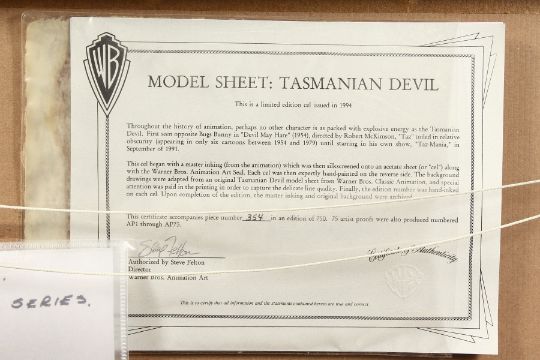 WB
MODEL SHEET: TASMANIAN DEVIL
This is a limited edition cel issued in 1994
Throughout the history of animation, perhaps no other character is as packed with explosive energy as the Tasmanian
Devil. First seen opposite Bugs Bunny in "Devil May Hare" (1954), directed by Robert McKimson, "Taz" toiled in relative
obscurity (appearing in only six cartoons between 1954 and 1979) until starring in his own show, "Taz-Mania," in
September of 1991.
This cel began with a master inking (from the animation) which was then silkscreened onto an acetate sheet (or "cel") along
with the Warner Bros. Animation Art Seal. Each cel was then expertly hand-painted on the reverse side. The background
drawings were adapted from an original Tasmanian Devil model sheet from Warner Bros. Classic Animation, and special
attention was paid in the printing in order to capture the delicate line quality. Finally, the edition number was hand-inked
on each cel. Upon completion of the edition, the master inking and original background were archived.
This certificate accompanies piece number 354 in an edition of 750. 75 artist proofs were also produced numbered
AP1 through AP75.
Steve Felton
Authorized by Steve Felton
Director
Warner Bros. Animation Art
Authenticity
This is to certify that all information and the statements contained herein are true and correct.
SERIES.